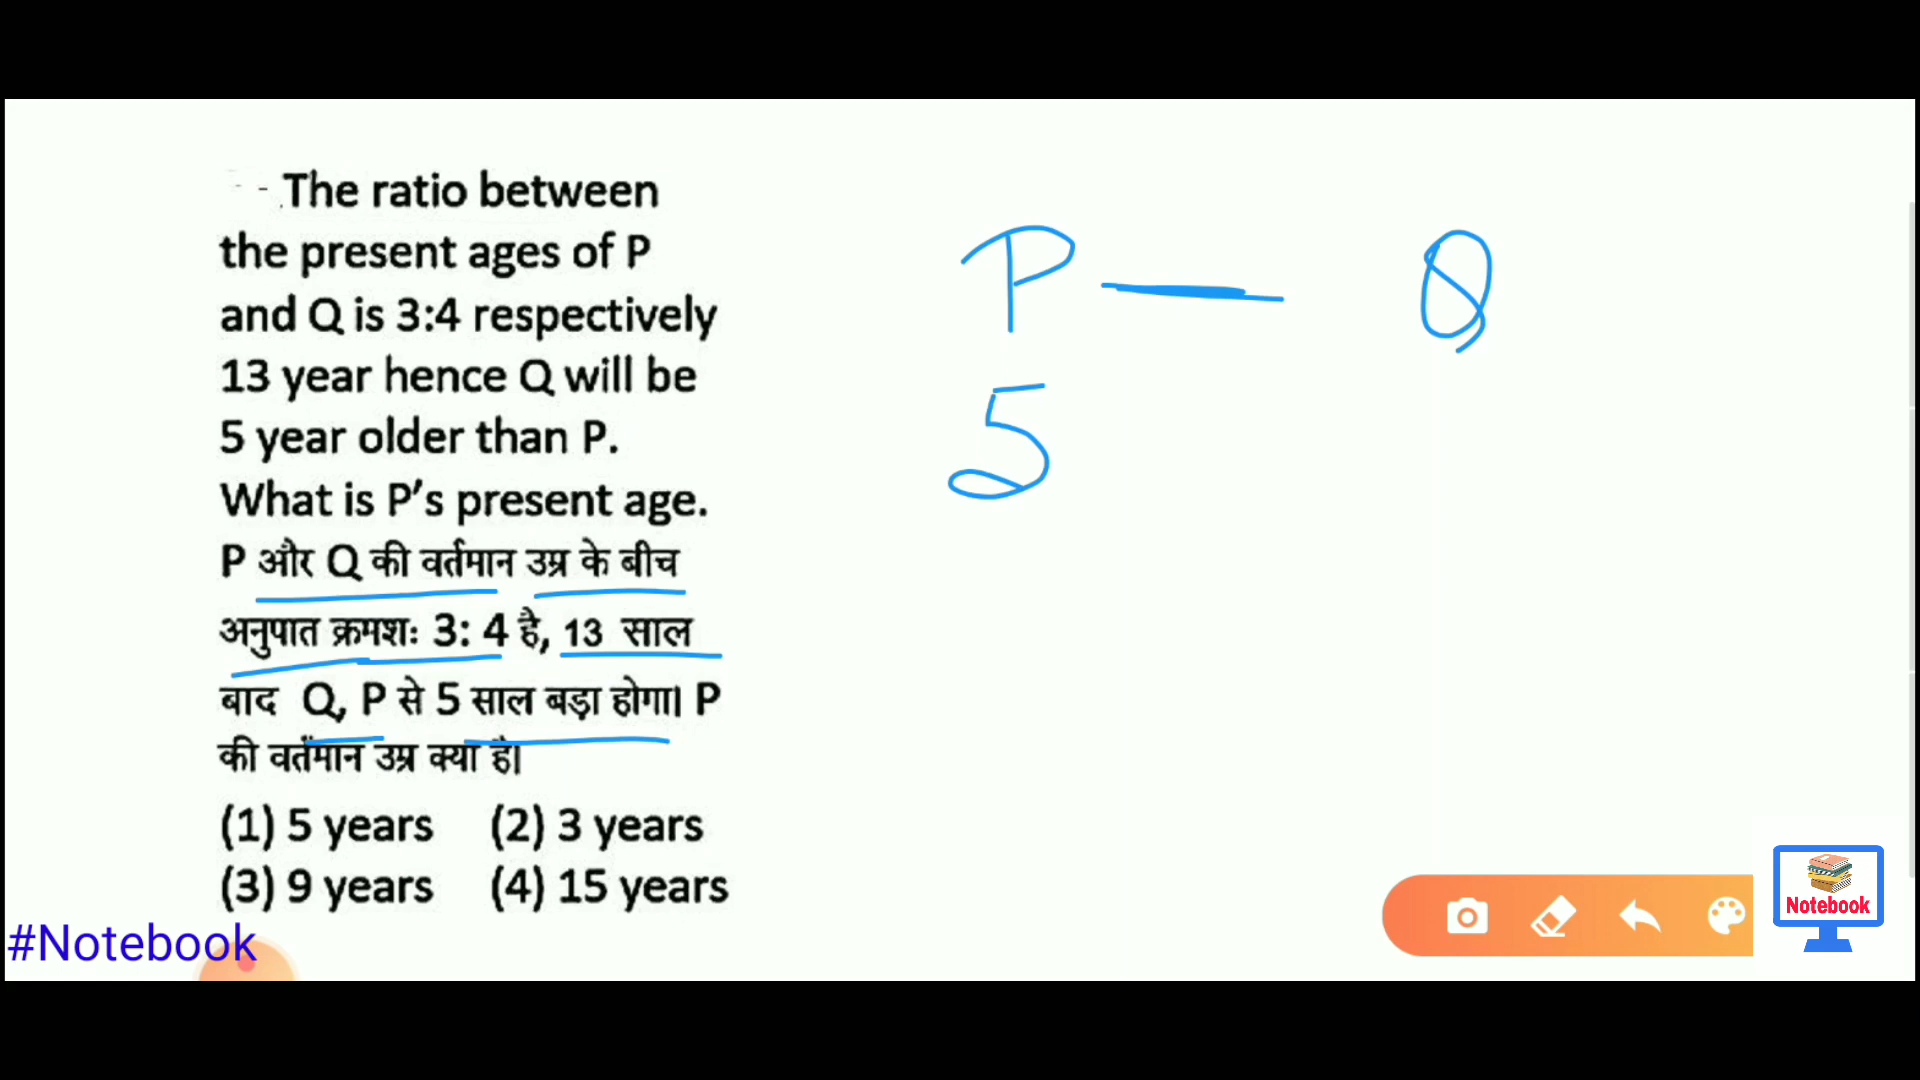 The ratio between
the present ages of P
and Q is 3:4 respectively
13 year hence Q will be
5 year older than P.
What is P's present age.
P और Q की वर्तमान उम्र के बीच
अनुपात क्रमशः 3: 4 है, 13 साल
बाद Q, P से 5 साल बड़ा होगा। P
की वर्तमान उम्र क्या है।
(1) 5 years (2) 3 years
(3) 9 years (4) 15 years
#Notebook
P — Q
5
Notebook